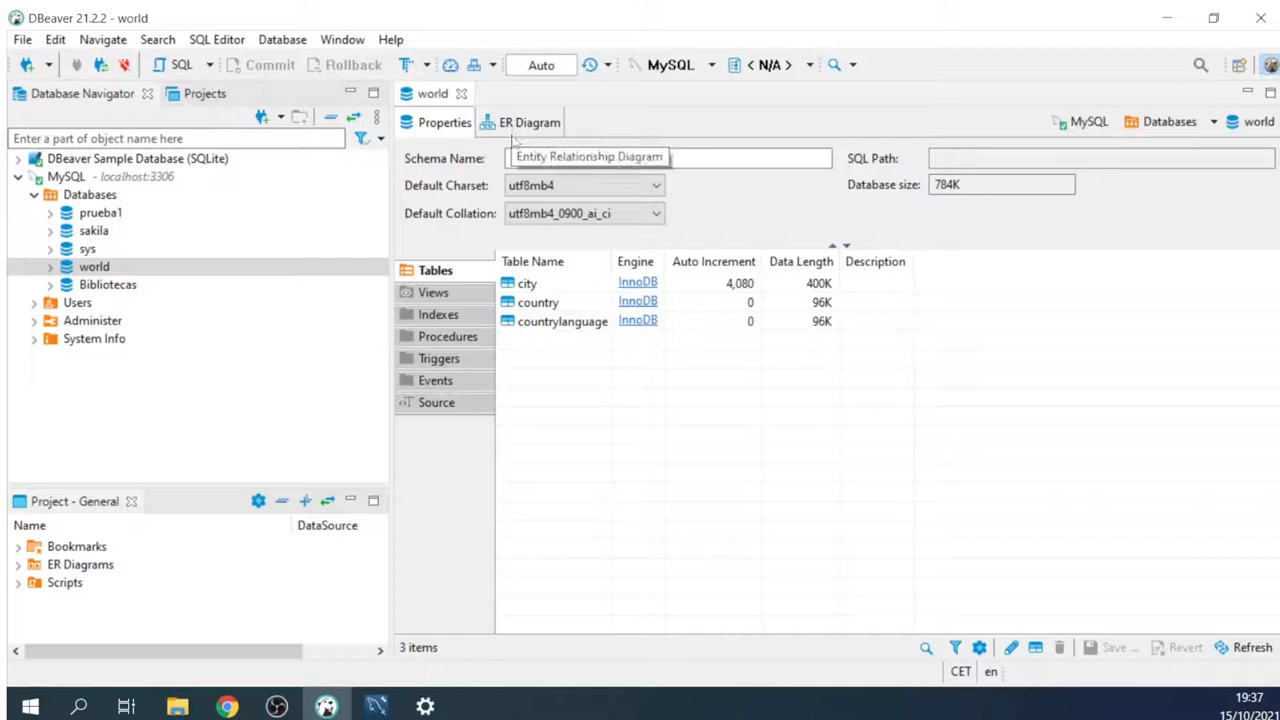 DBeaver 21.2.2 - world
File Edit Navigate Search SQL Editor Database Window Help
SQL Commit Rollback Auto MySQL < N/A >
Database Navigator Projects
world
Properties ER Diagram MySQL Databases world
Enter a part of object name here
Entity Relationship Diagram
DBeaver Sample Database (SQLite)
MySQL - localhost:3306
Databases
prueba1
sakila
sys
world
Bibliotecas
Users
Administer
System Info
Schema Name: SQL Path:
Default Charset: utf8mb4 Database size: 784K
Default Collation: utf8mb4_0900_ai_ci
Tables
Views
Indexes
Procedures
Triggers
Events
Source
Table Name Engine Auto Increment Data Length Description
city InnoDB 4,080 400K
country InnoDB 0 96K
countrylanguage InnoDB 0 96K
Project - General
Name DataSource
Bookmarks
ER Diagrams
Scripts
3 items Save ... Revert Refresh
CET en
19:37
15/10/2021